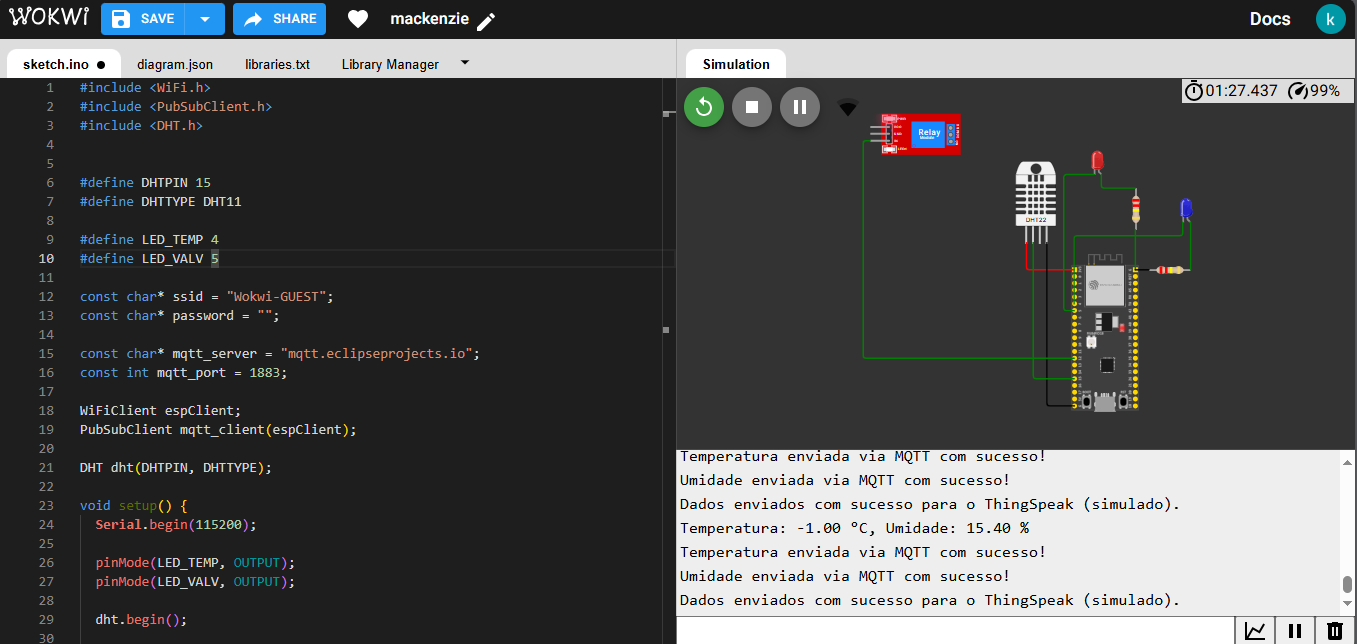 WOKWI
SAVE
SHARE
mackenzie
Docs
k
sketch.ino ●
diagram.json
libraries.txt
Library Manager
Simulation
1 #include <WiFi.h>
2 #include <PubSubClient.h>
3 #include <DHT.h>
4
5
6 #define DHTPIN 15
7 #define DHTTYPE DHT11
8
9 #define LED_TEMP 4
10 #define LED_VALV 5
11
12 const char* ssid = "Wokwi-GUEST";
13 const char* password = "";
14
15 const char* mqtt_server = "mqtt.eclipseprojects.io";
16 const int mqtt_port = 1883;
17
18 WiFiClient espClient;
19 PubSubClient mqtt_client(espClient);
20
21 DHT dht(DHTPIN, DHTTYPE);
22
23 void setup() {
24 Serial.begin(115200);
25
26 pinMode(LED_TEMP, OUTPUT);
27 pinMode(LED_VALV, OUTPUT);
28
29 dht.begin();
30
01:27.437
99%
Relay
Module
DHT22
Temperatura enviada via MQTT com sucesso!
Umidade enviada via MQTT com sucesso!
Dados enviados com sucesso para o ThingSpeak (simulado).
Temperatura: -1.00 °C, Umidade: 15.40 %
Temperatura enviada via MQTT com sucesso!
Umidade enviada via MQTT com sucesso!
Dados enviados com sucesso para o ThingSpeak (simulado).